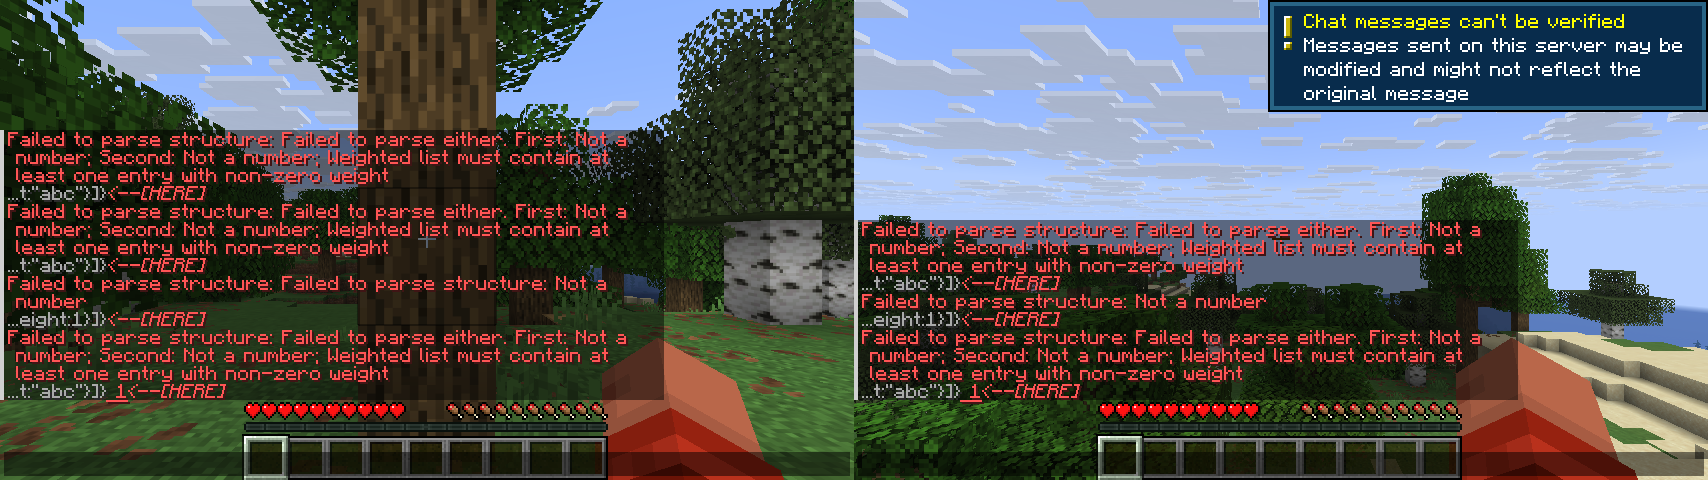 Failed to parse structure: Failed to parse either. First: Not a
number; Second: Not a number; Weighted list must contain at
least one entry with non-zero weight
...t:"abc"}]}<--[HERE]
Failed to parse structure: Failed to parse either. First: Not a
number; Second: Not a number; Weighted list must contain at
least one entry with non-zero weight
...t:"abc"}]}<--[HERE]
Failed to parse structure: Failed to parse structure: Not a
number
...eight:1}]}<--[HERE]
Failed to parse structure: Failed to parse either. First: Not a
number; Second: Not a number; Weighted list must contain at
least one entry with non-zero weight
...t:"abc"}]} 1<--[HERE]
Chat messages can't be verified
Messages sent on this server may be
modified and might not reflect the
original message
Failed to parse structure: Failed to parse either. First: Not a
number; Second: Not a number; Weighted list must contain at
least one entry with non-zero weight
...t:"abc"}]}<--[HERE]
Failed to parse structure: Not a number
...eight:1}]}<--[HERE]
Failed to parse structure: Failed to parse either. First: Not a
number; Second: Not a number; Weighted list must contain at
least one entry with non-zero weight
...t:"abc"}]} 1<--[HERE]